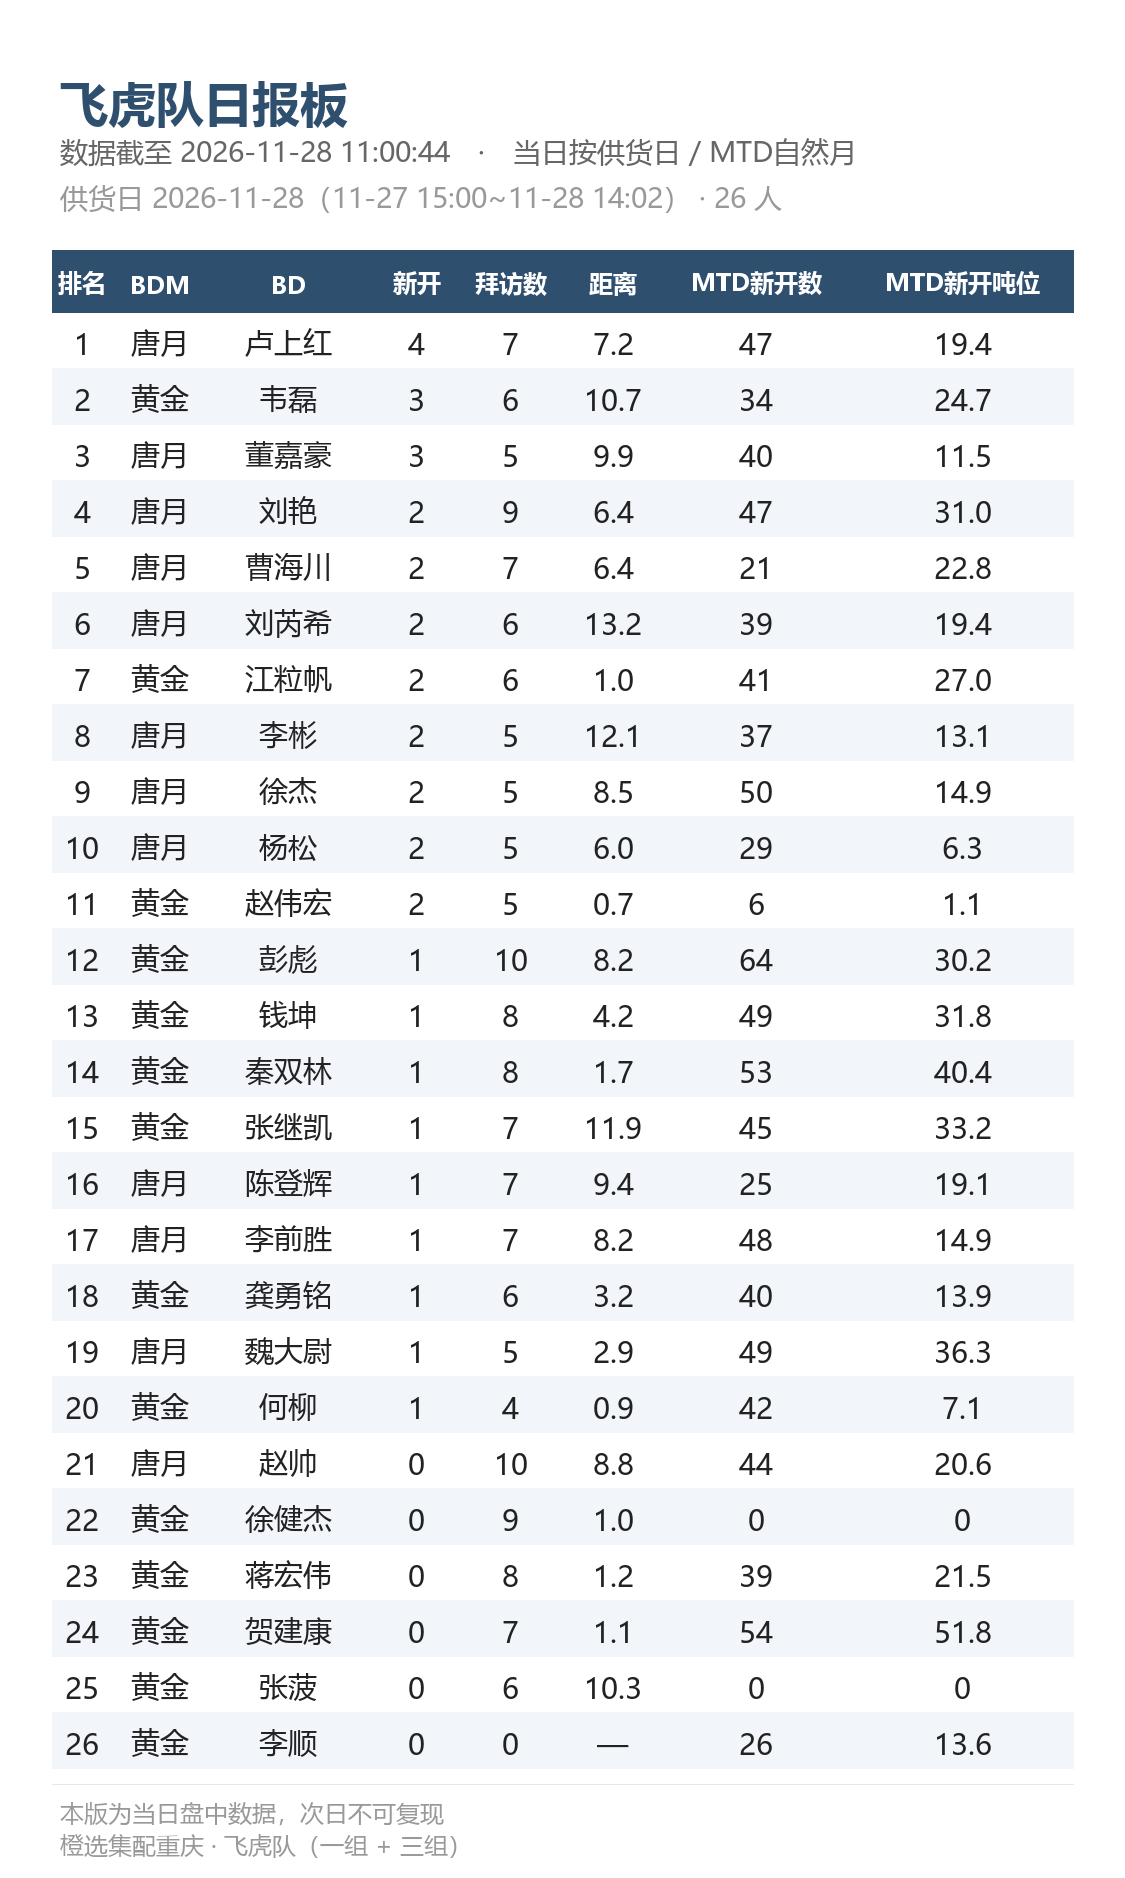 飞虎队日报板
数据截至 2026-11-28 11:00:44 · 当日按供货日 / MTD自然月
供货日 2026-11-28（11-27 15:00~11-28 14:02） · 26 人
排名 BDM BD 新开 拜访数 距离 MTD新开数 MTD新开吨位
1 唐月 卢上红 4 7 7.2 47 19.4
2 黄金 韦磊 3 6 10.7 34 24.7
3 唐月 董嘉豪 3 5 9.9 40 11.5
4 唐月 刘艳 2 9 6.4 47 31.0
5 唐月 曹海川 2 7 6.4 21 22.8
6 唐月 刘芮希 2 6 13.2 39 19.4
7 黄金 江粒帆 2 6 1.0 41 27.0
8 唐月 李彬 2 5 12.1 37 13.1
9 唐月 徐杰 2 5 8.5 50 14.9
10 唐月 杨松 2 5 6.0 29 6.3
11 黄金 赵伟宏 2 5 0.7 6 1.1
12 黄金 彭彪 1 10 8.2 64 30.2
13 黄金 钱坤 1 8 4.2 49 31.8
14 黄金 秦双林 1 8 1.7 53 40.4
15 黄金 张继凯 1 7 11.9 45 33.2
16 唐月 陈登辉 1 7 9.4 25 19.1
17 唐月 李前胜 1 7 8.2 48 14.9
18 黄金 龚勇铭 1 6 3.2 40 13.9
19 唐月 魏大尉 1 5 2.9 49 36.3
20 黄金 何柳 1 4 0.9 42 7.1
21 唐月 赵帅 0 10 8.8 44 20.6
22 黄金 徐健杰 0 9 1.0 0 0
23 黄金 蒋宏伟 0 8 1.2 39 21.5
24 黄金 贺建康 0 7 1.1 54 51.8
25 黄金 张菠 0 6 10.3 0 0
26 黄金 李顺 0 0 — 26 13.6
本版为当日盘中数据，次日不可复现
橙选集配重庆 · 飞虎队（一组 + 三组）